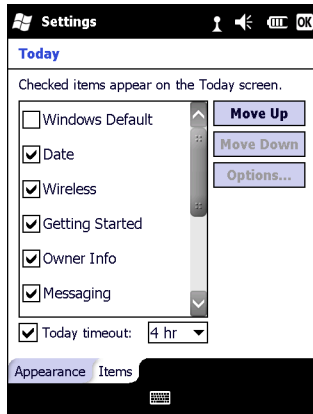 Settings
OK
Today
Checked items appear on the Today screen.
Windows Default
Move Up
Date
Move Down
Wireless
Options...
Getting Started
Owner Info
Messaging
Today timeout: 4 hr
Appearance Items